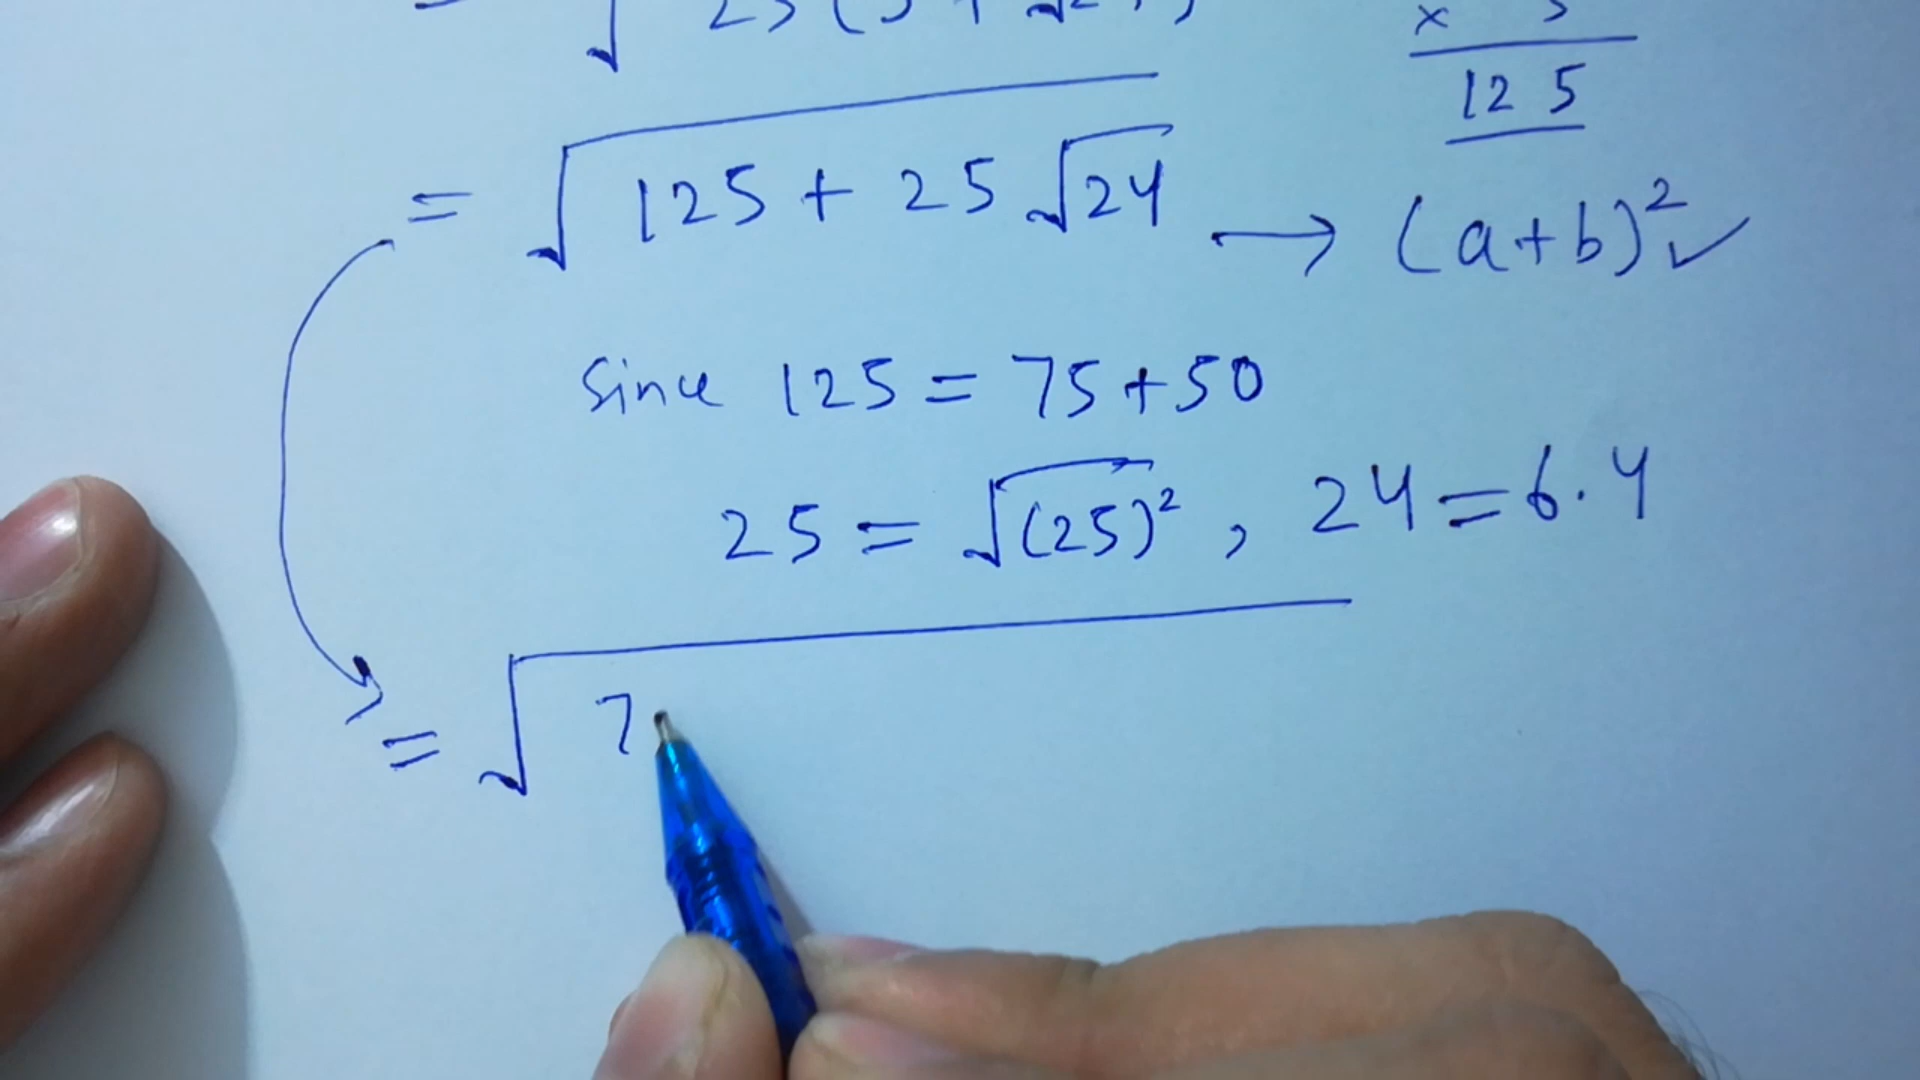 × 5
125
= √125 + 25√24 → (a+b)² ✓
Since 125 = 75+50
25 = √(25)² , 24 = 6.4
= √7